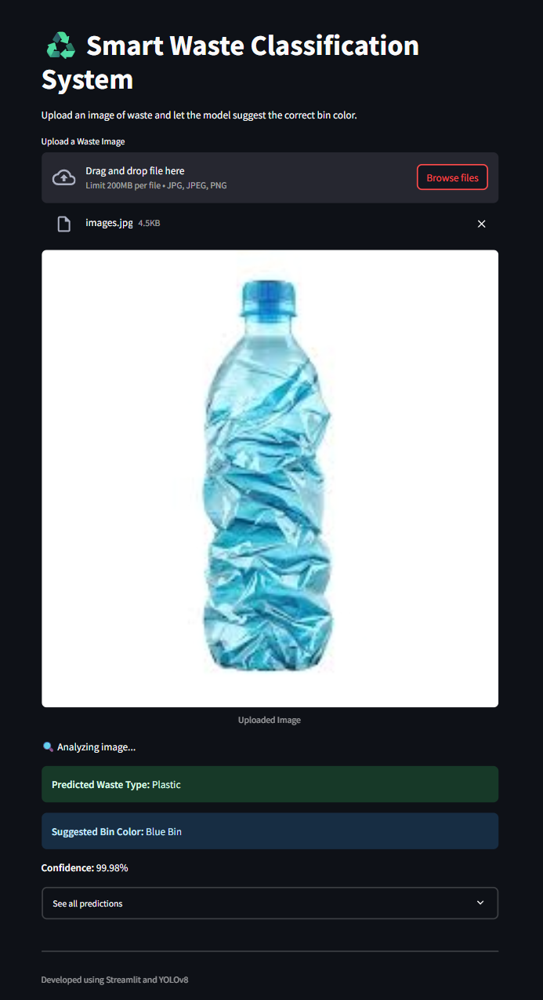 Smart Waste Classification
System
Upload an image of waste and let the model suggest the correct bin color.
Upload a Waste Image
Drag and drop file here
Limit 200MB per file • JPG, JPEG, PNG
Browse files
images.jpg 4.5KB
Uploaded Image
Analyzing image...
Predicted Waste Type: Plastic
Suggested Bin Color: Blue Bin
Confidence: 99.98%
See all predictions
Developed using Streamlit and YOLOv8